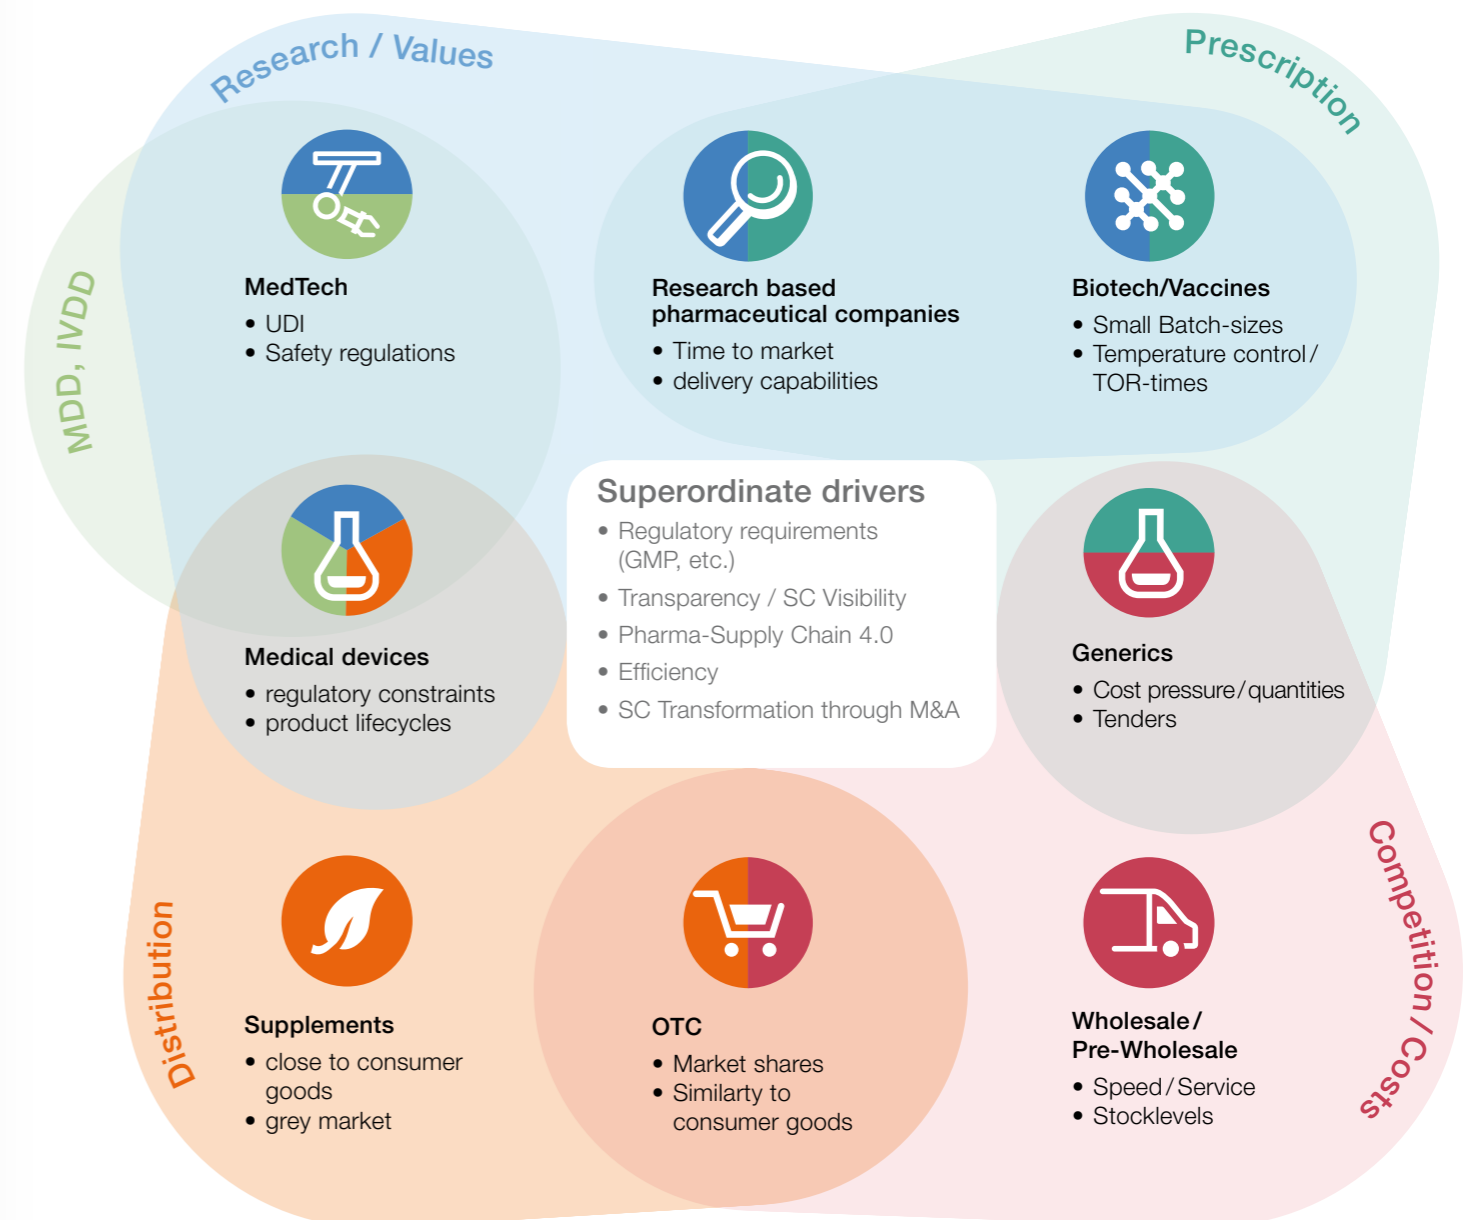 Research / Values
Prescription
MDD, IVDD
MedTech
• UDI
• Safety regulations
Research based
pharmaceutical companies
• Time to market
• delivery capabilities
Biotech/Vaccines
• Small Batch-sizes
• Temperature control /
TOR-times
Superordinate drivers
• Regulatory requirements
(GMP, etc.)
• Transparency / SC Visibility
• Pharma-Supply Chain 4.0
• Efficiency
• SC Transformation through M&A
Medical devices
• regulatory constraints
• product lifecycles
Generics
• Cost pressure / quantities
• Tenders
Distribution
Supplements
• close to consumer
goods
• grey market
OTC
• Market shares
• Similarty to
consumer goods
Wholesale /
Pre-Wholesale
• Speed / Service
• Stocklevels
Competition / Costs